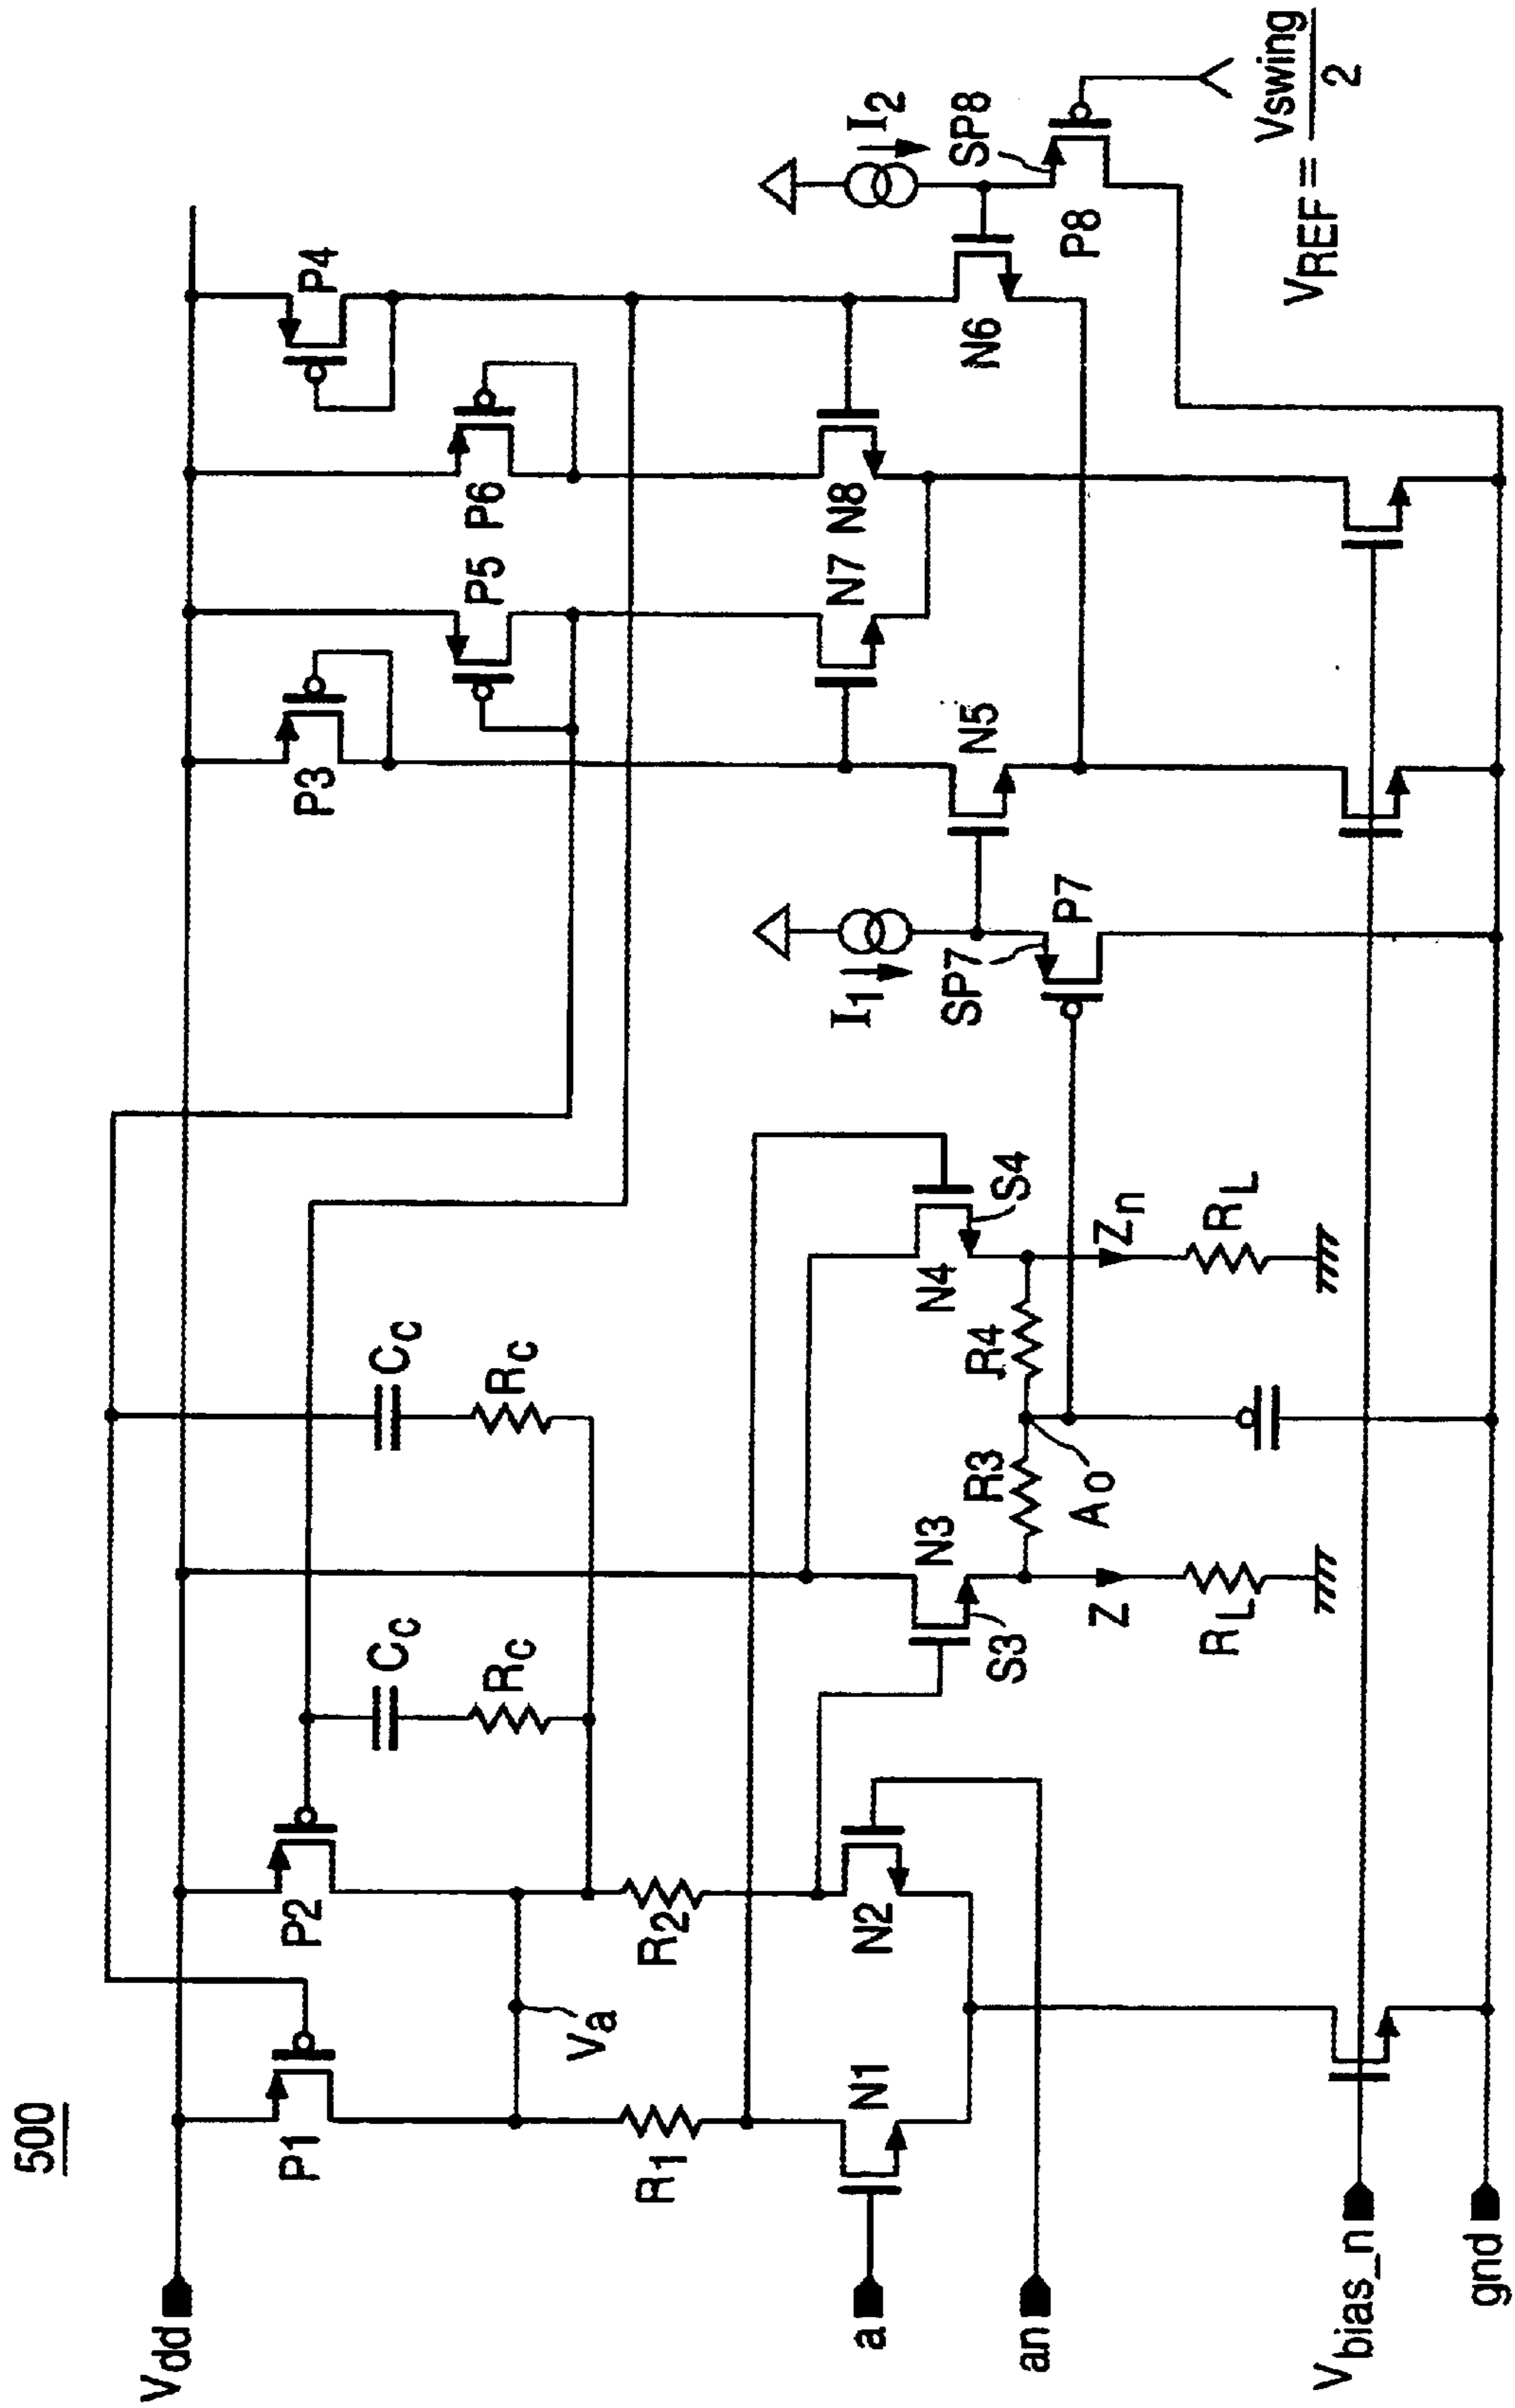 500
Vdd
P1
P2
Cc
Rc
Cc
Rc
P3
P5
P6
P4
Va
R1
R2
N1
N2
a
an
N3
S3
N4
S4
R3
R4
Ao
Z
Zn
RL
RL
I1
SP7
P7
N5
N7
N8
N6
I2
SP8
P8
VREF = Vswing
2
Vbias_n
gnd